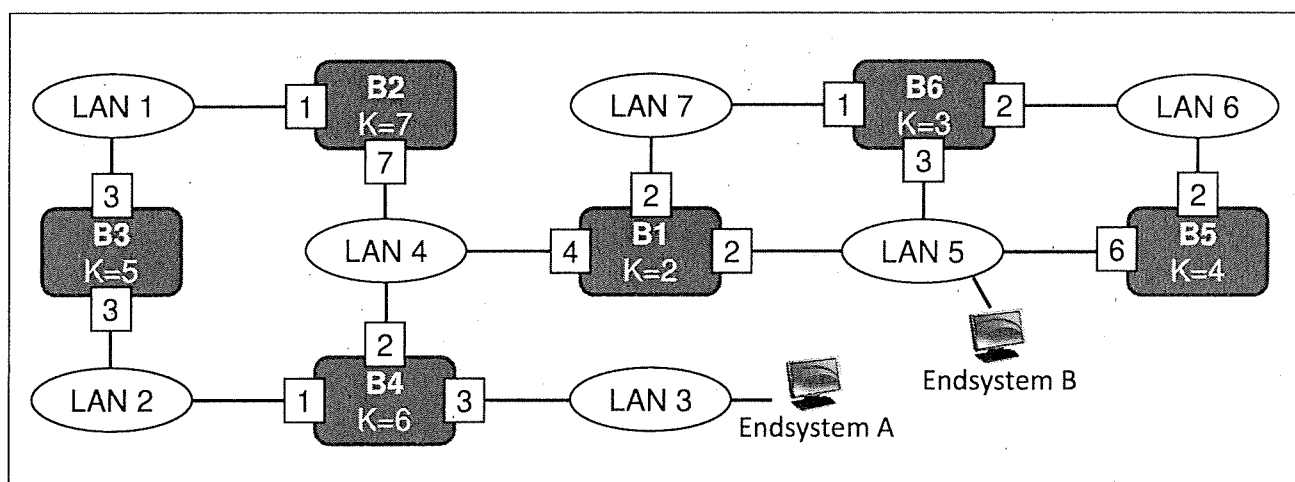 LAN 1
1
B2
K=7
7
LAN 7
1
B6
K=3
2
3
LAN 6
3
B3
K=5
3
LAN 4
4
2
B1
K=2
2
LAN 5
6
2
B5
K=4
LAN 2
1
2
B4
K=6
3
LAN 3
Endsystem A
Endsystem B